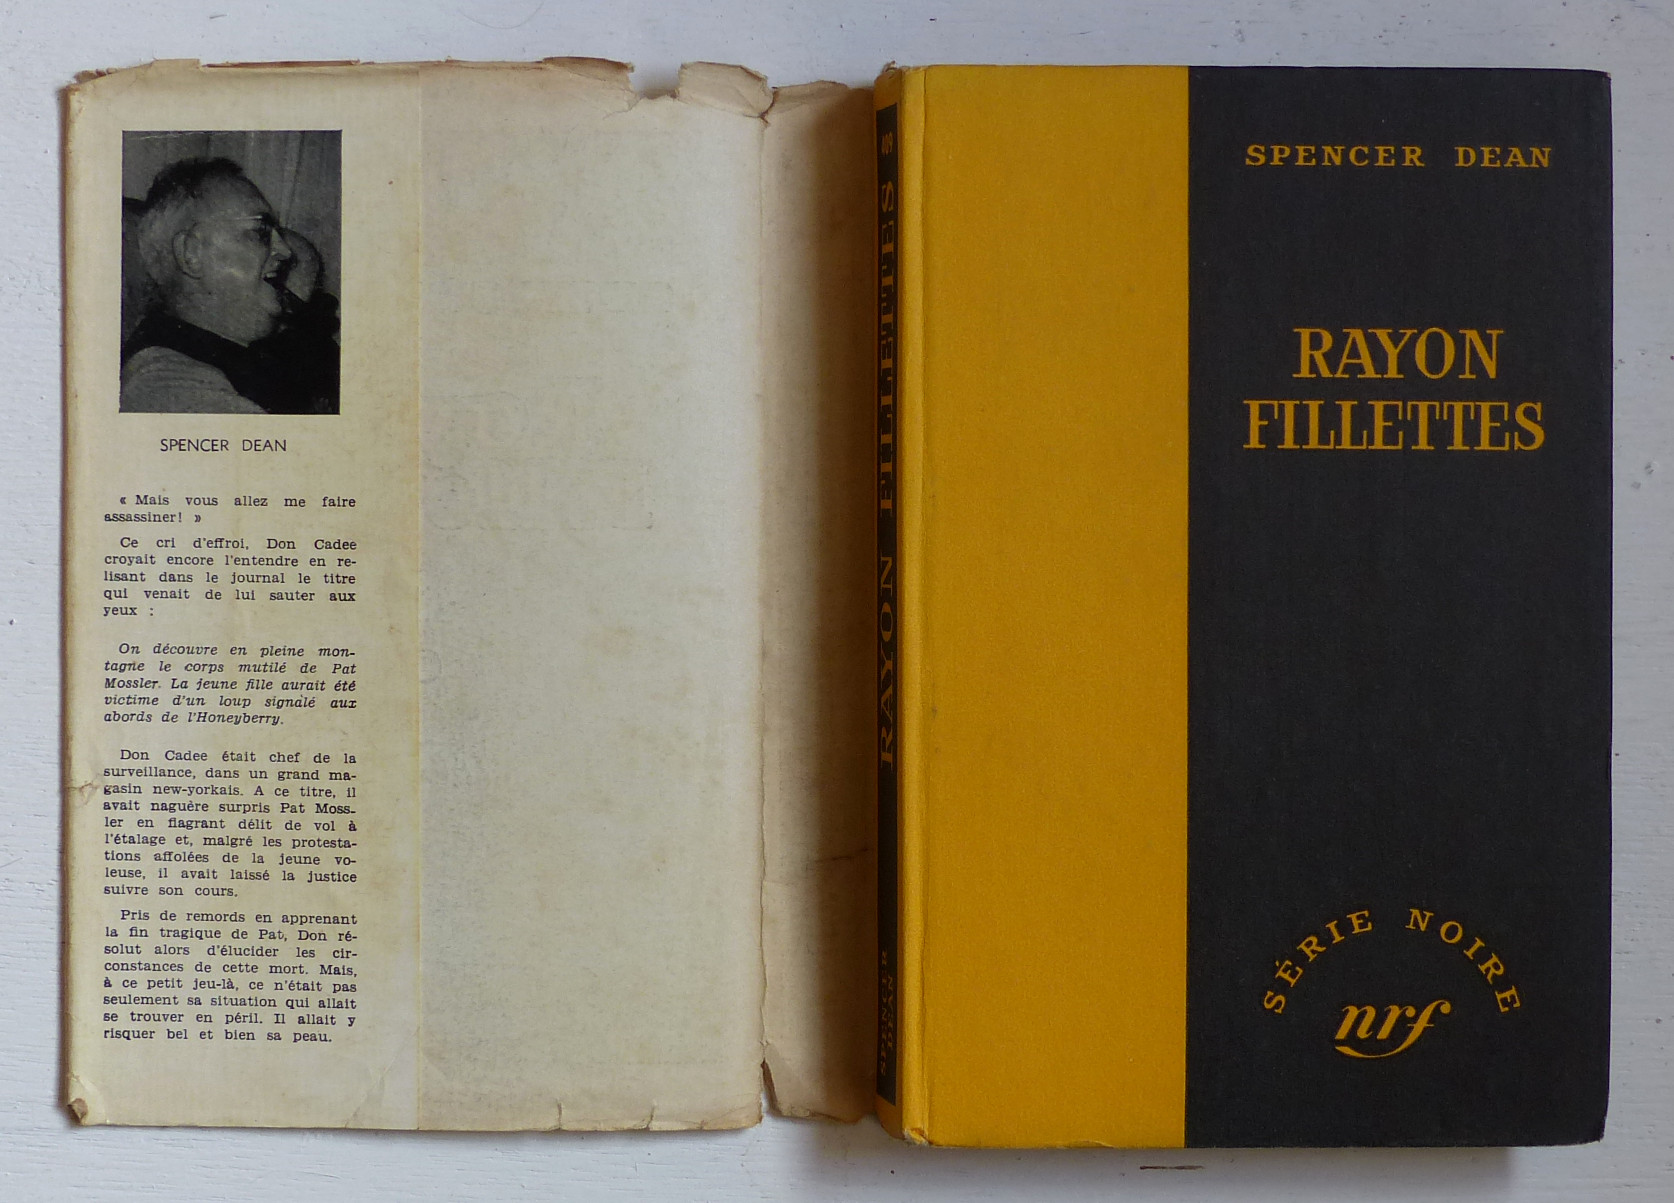 SPENCER DEAN
« Mais vous allez me faire
assassiner! »
Ce cri d'effroi, Don Cadee
croyait encore l'entendre en re-
lisant dans le journal le titre
qui venait de lui sauter aux
yeux :
On découvre en pleine mon-
tagne le corps mutilé de Pat
Mossler. La jeune fille aurait été
victime d'un loup signalé aux
abords de l'Honeyberry.
Don Cadee était chef de la
surveillance, dans un grand ma-
gasin new-yorkais. A ce titre, il
avait naguère surpris Pat Moss-
ler en flagrant délit de vol à
l'étalage et, malgré les protesta-
tions affolées de la jeune vo-
leuse, il avait laissé la justice
suivre son cours.
Pris de remords en apprenant
la fin tragique de Pat, Don ré-
solut alors d'élucider les cir-
constances de cette mort. Mais,
à ce petit jeu-là, ce n'était pas
seulement sa situation qui allait
se trouver en péril. Il allait y
risquer bel et bien sa peau.
409
RAYON FILLETTES
SPENCER
DEAN
SPENCER DEAN
RAYON
FILLETTES
SÉRIE NOIRE
nrf